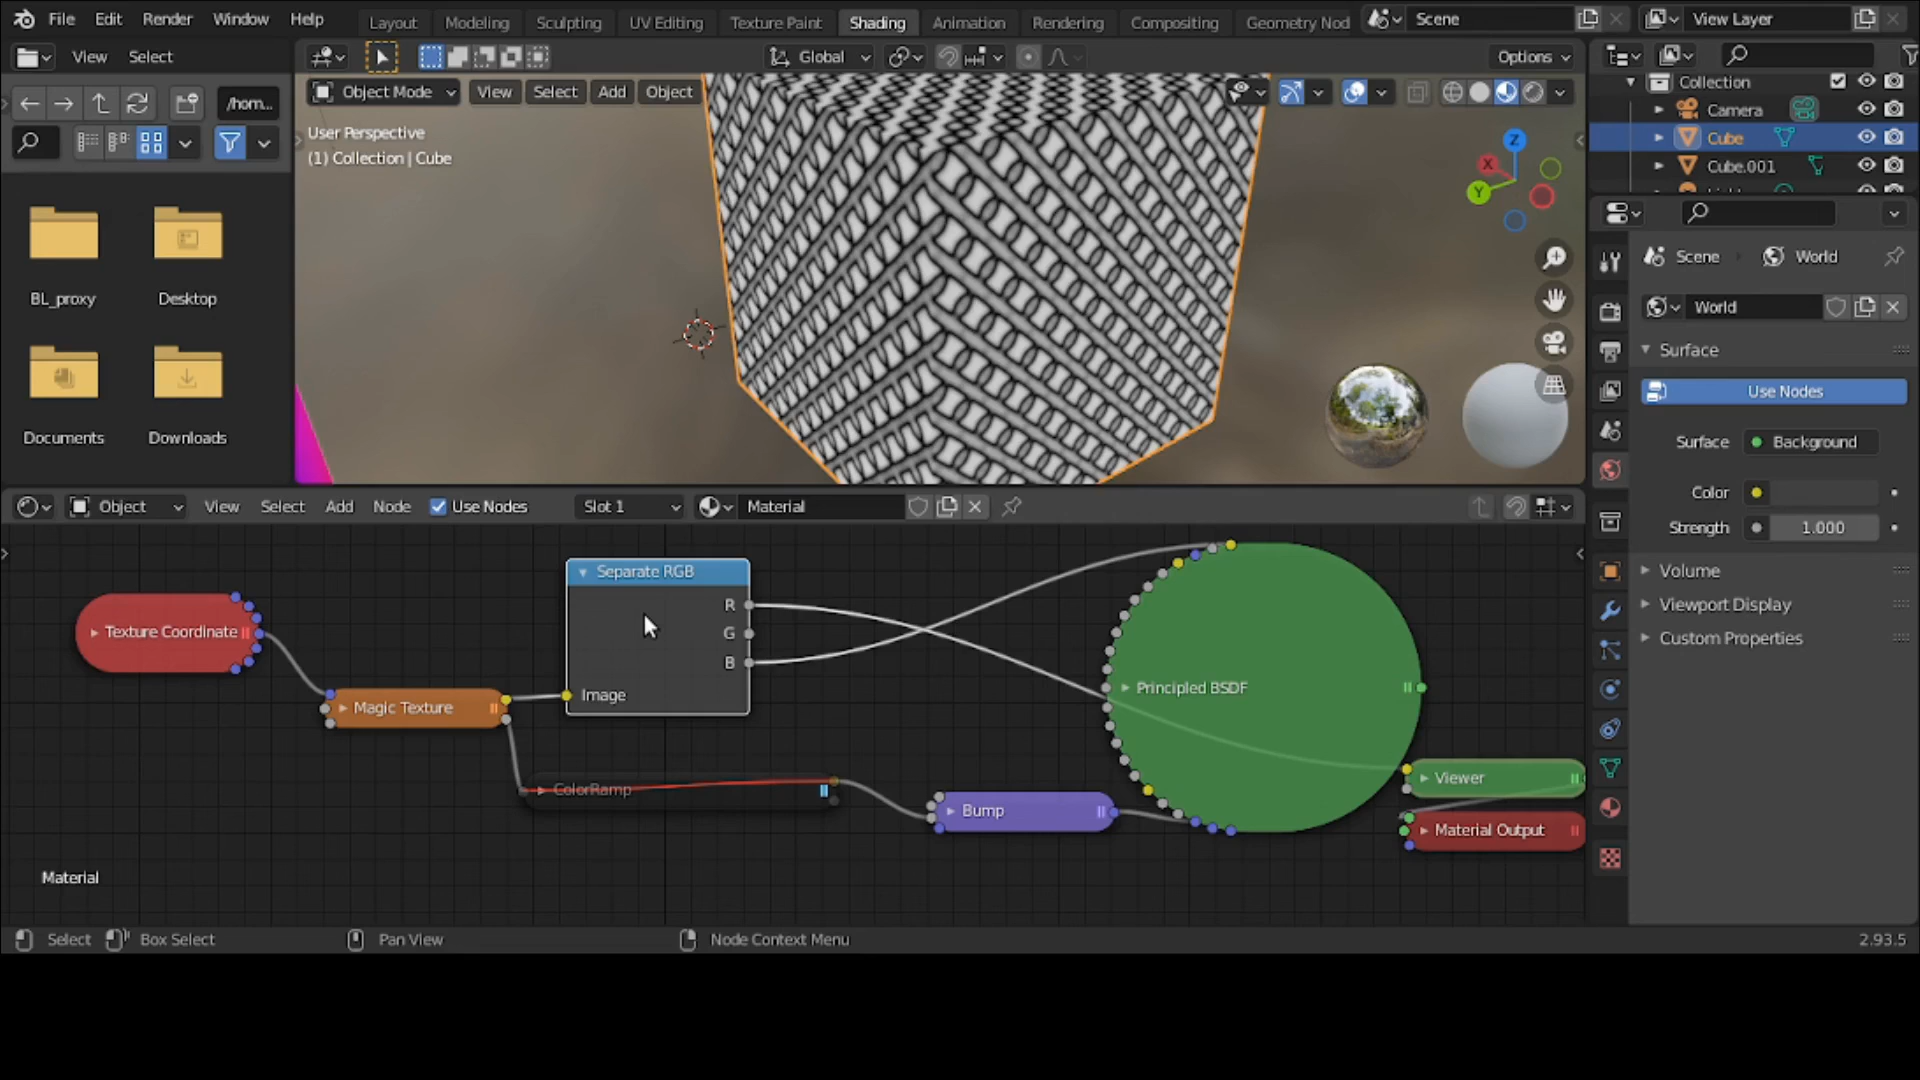 File Edit Render Window Help Layout Modeling Sculpting UV Editing Texture Paint Shading Animation Rendering Compositing Geometry Nod Scene View Layer
View Select Global Options
/hom...
Object Mode View Select Add Object
User Perspective
(1) Collection | Cube
Z
X
Y
BL_proxy Desktop
Documents Downloads
Collection
Camera
Cube
Cube.001
Scene World
World
Surface
Use Nodes
Surface Background
Color
Strength 1.000
Volume
Viewport Display
Custom Properties
Object View Select Add Node Use Nodes Slot 1 Material
Separate RGB
R
G
B
Image
Texture Coordinate
Magic Texture
ColorRamp
Bump
Principled BSDF
Viewer
Material Output
Material
Select Box Select Pan View Node Context Menu 2.93.5